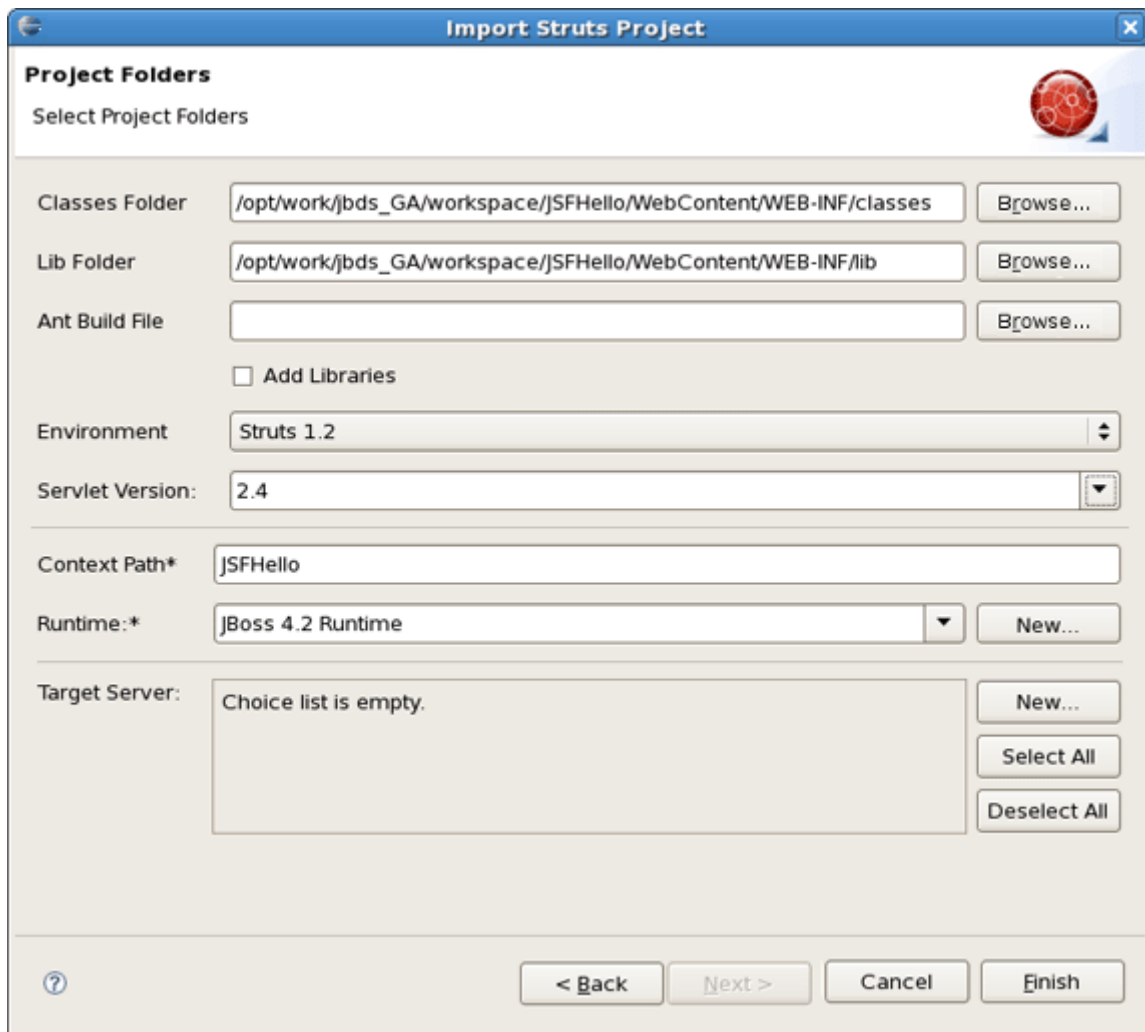 Import Struts Project
Project Folders
Select Project Folders
Classes Folder /opt/work/jbds_GA/workspace/JSFHello/WebContent/WEB-INF/classes Browse...
Lib Folder /opt/work/jbds_GA/workspace/JSFHello/WebContent/WEB-INF/lib Browse...
Ant Build File Browse...
Add Libraries
Environment Struts 1.2
Servlet Version: 2.4
Context Path* JSFHello
Runtime:* JBoss 4.2 Runtime New...
Target Server: Choice list is empty. New...
Select All
Deselect All
? < Back Next > Cancel Finish